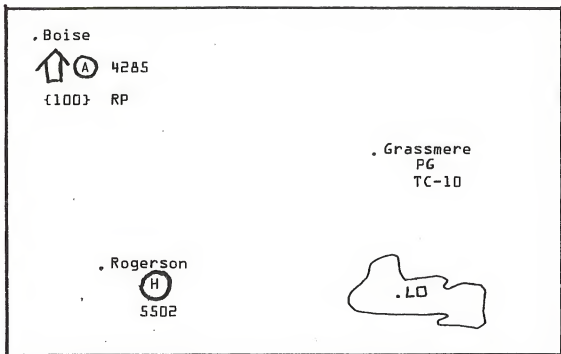 .Boise
A 4285
{100} RP
.Grassmere
PG
TC-10
.Rogerson
H
5502
.LO